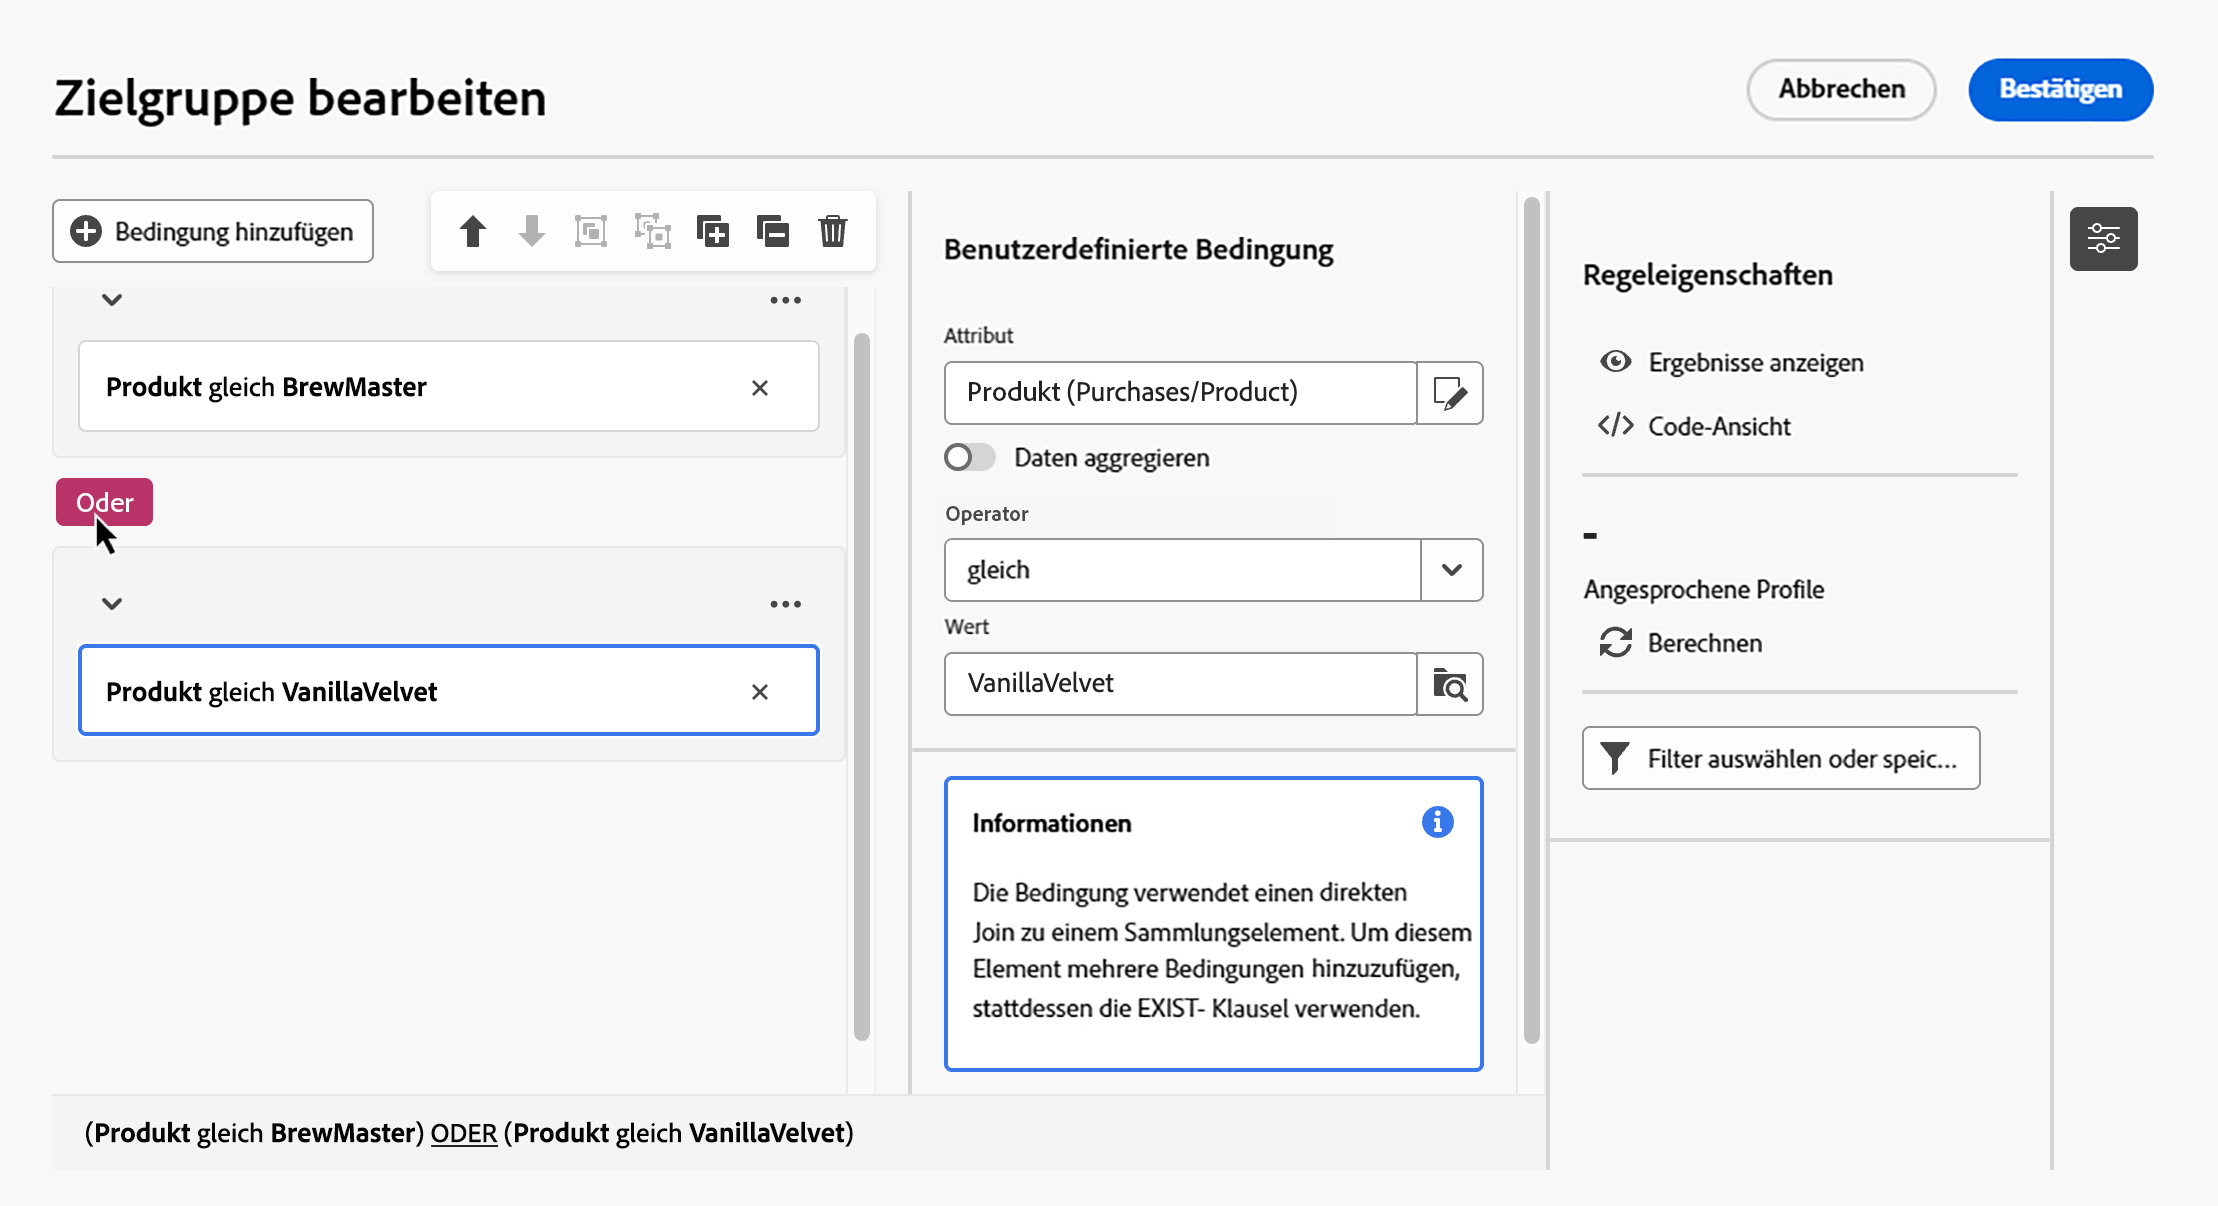 Zielgruppe bearbeiten
Abbrechen
Bestätigen
Bedingung hinzufügen
Produkt gleich BrewMaster
Oder
Produkt gleich VanillaVelvet
(Produkt gleich BrewMaster) ODER (Produkt gleich VanillaVelvet)
Benutzerdefinierte Bedingung
Attribut
Produkt (Purchases/Product)
Daten aggregieren
Operator
gleich
Wert
VanillaVelvet
Informationen
Die Bedingung verwendet einen direkten
Join zu einem Sammlungselement. Um diesem
Element mehrere Bedingungen hinzuzufügen,
stattdessen die EXIST- Klausel verwenden.
Regeleigenschaften
Ergebnisse anzeigen
Code-Ansicht
-
Angesprochene Profile
Berechnen
Filter auswählen oder speic...